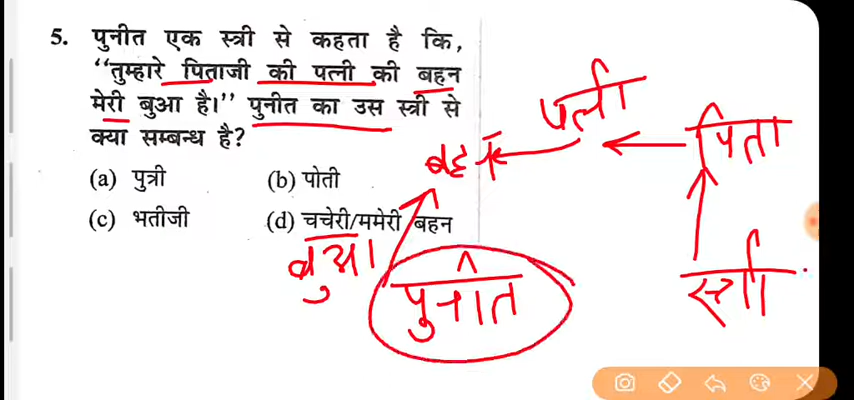 5. पुनीत एक स्त्री से कहता है कि,
“तुम्हारे पिताजी की पत्नी की बहन
मेरी बुआ है।” पुनीत का उस स्त्री से
क्या सम्बन्ध है?
(a) पुत्री (b) पोती
(c) भतीजी (d) चचेरी/ममेरी बहन
पत्नी
पिता
बहन
बुआ
पुनीत
स्त्री